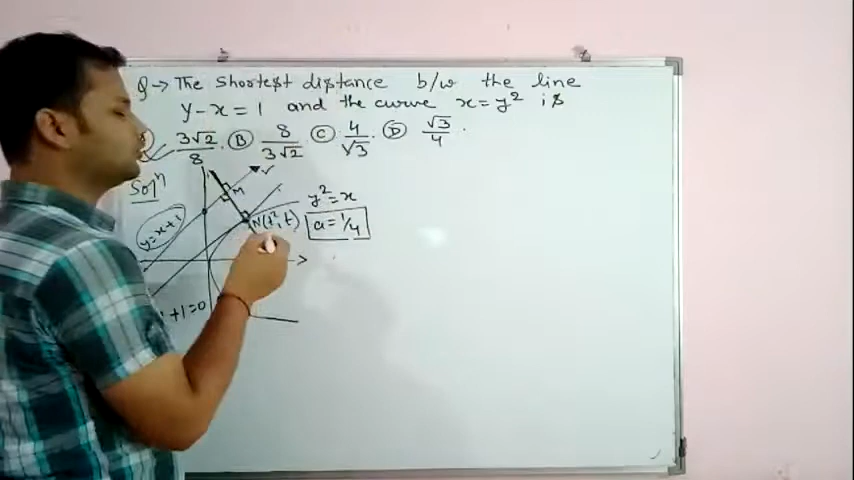 Q → The shortest distance b/w the line
y - x = 1 and the curve x = y² is
3√2/8 Ⓑ 8/3√2 Ⓒ 4/√3 Ⓓ √3/4
Solⁿ
M
y² = x
N(t², t)
a = 1/4
y = x + 1
+1 = 0